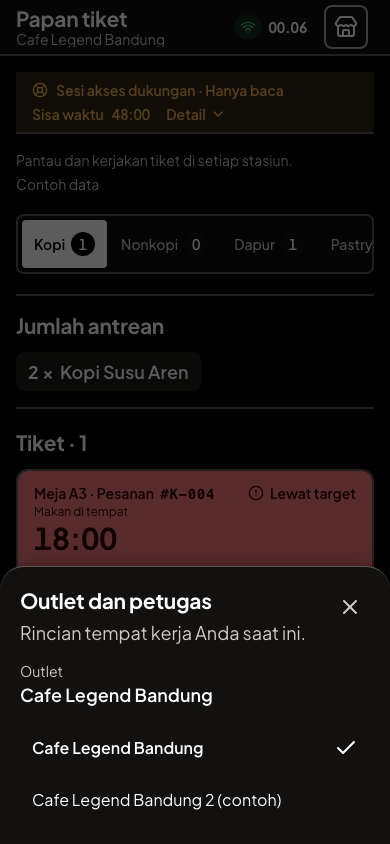 Papan tiket
Cafe Legend Bandung
00.06
Sesi akses dukungan · Hanya baca
Sisa waktu 48:00 Detail
Pantau dan kerjakan tiket di setiap stasiun.
Contoh data
Kopi 1 Nonkopi 0 Dapur 1 Pastry
Jumlah antrean
2 × Kopi Susu Aren
Tiket · 1
Meja A3 · Pesanan #K–004 Lewat target
Makan di tempat
18:00
Outlet dan petugas
Rincian tempat kerja Anda saat ini.
Outlet
Cafe Legend Bandung
Cafe Legend Bandung
Cafe Legend Bandung 2 (contoh)